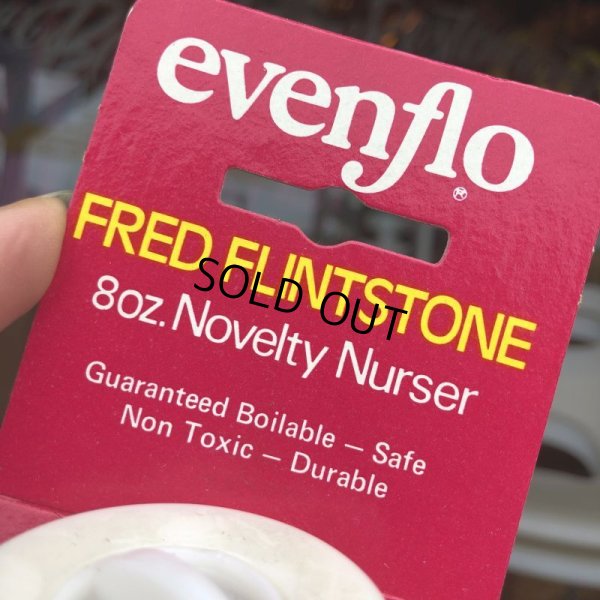 evenflo®
FRED FLINTSTONE
SOLD OUT
8oz. Novelty Nurser
Guaranteed Boilable – Safe
Non Toxic – Durable